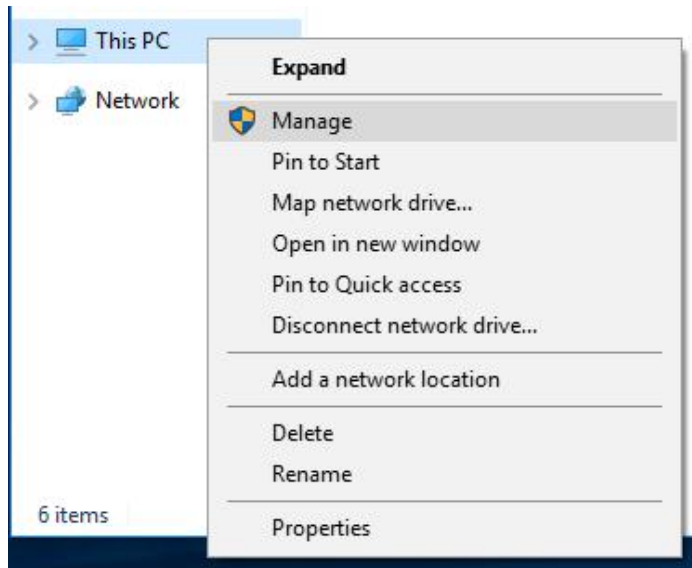 This PC
Network
Expand
Manage
Pin to Start
Map network drive...
Open in new window
Pin to Quick access
Disconnect network drive...
Add a network location
Delete
Rename
Properties
6 items